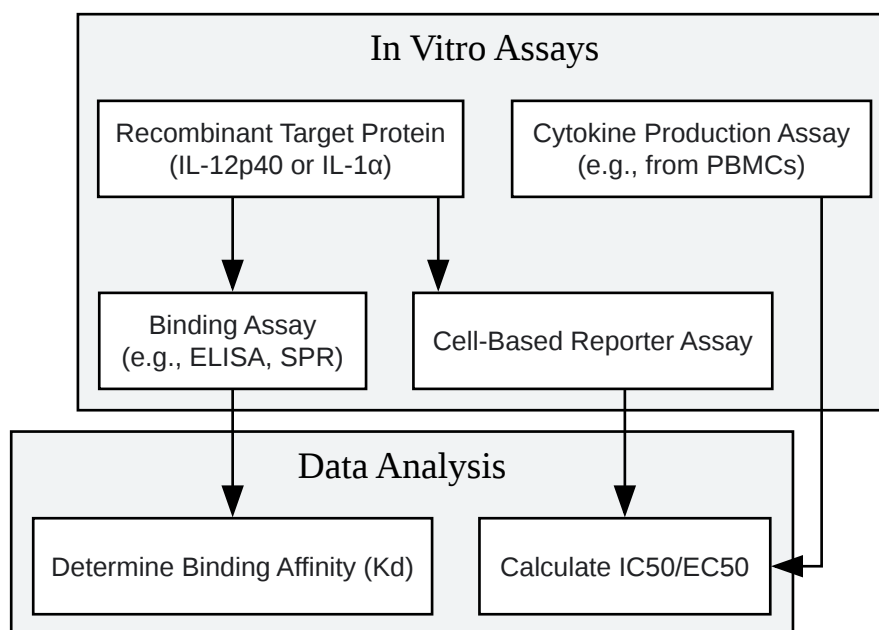 In Vitro Assays
Recombinant Target Protein
(IL-12p40 or IL-1α)
Cytokine Production Assay
(e.g., from PBMCs)
Binding Assay
(e.g., ELISA, SPR)
Cell-Based Reporter Assay
Data Analysis
Determine Binding Affinity (Kd)
Calculate IC50/EC50